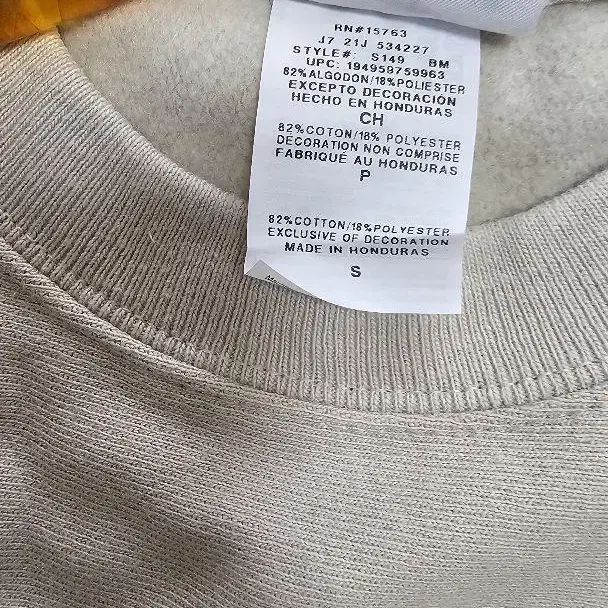 RN#15763
J7 21J 534227
STYLE#: S149 BM
UPC: 194959759963
82%ALGODON/18%POLIESTER
EXCEPTO DECORACIÓN
HECHO EN HONDURAS
CH
82%COTON/18% POLYESTER
DÉCORATION NON COMPRISE
FABRIQUÉ AU HONDURAS
P
82%COTTON/18%POLYESTER
EXCLUSIVE OF DECORATION
MADE IN HONDURAS
S